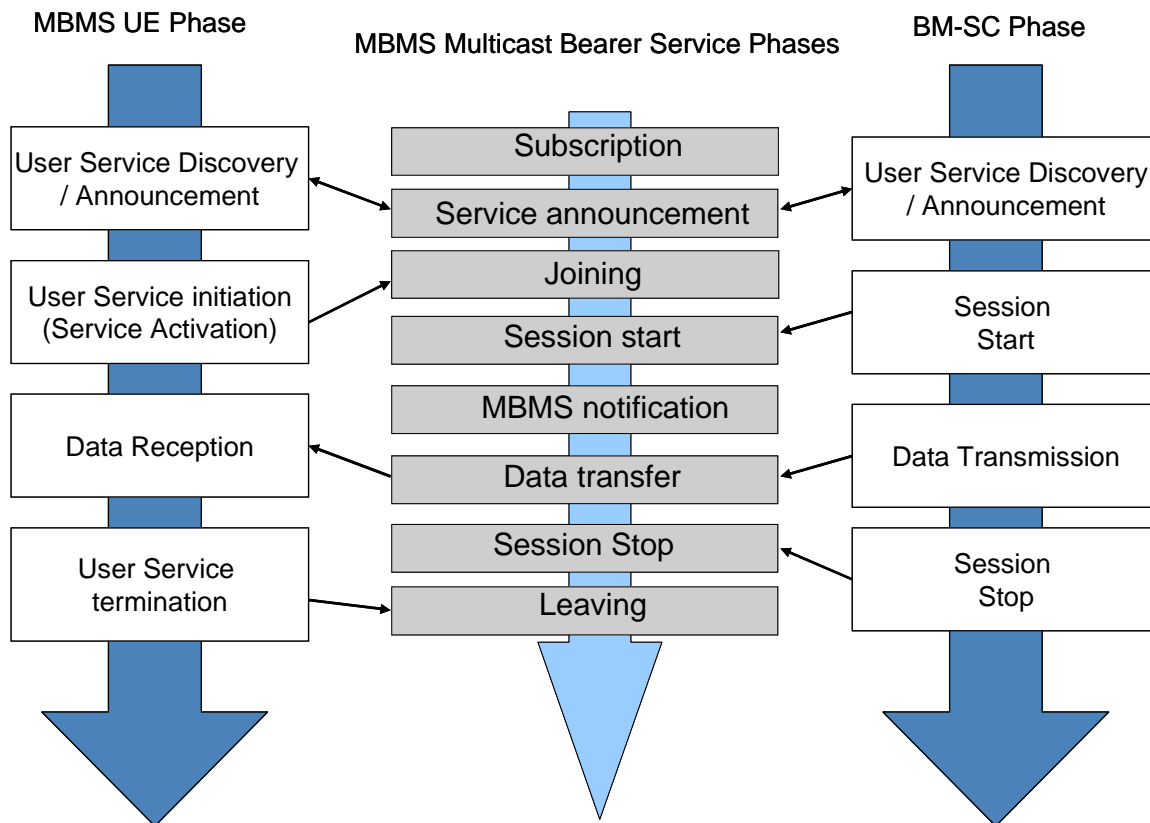 MBMS UE Phase
MBMS Multicast Bearer Service Phases
BM-SC Phase
User Service Discovery
/ Announcement
User Service initiation
(Service Activation)
Data Reception
User Service
termination
Subscription
Service announcement
Joining
Session start
MBMS notification
Data transfer
Session Stop
Leaving
User Service Discovery
/ Announcement
Session
Start
Data Transmission
Session
Stop